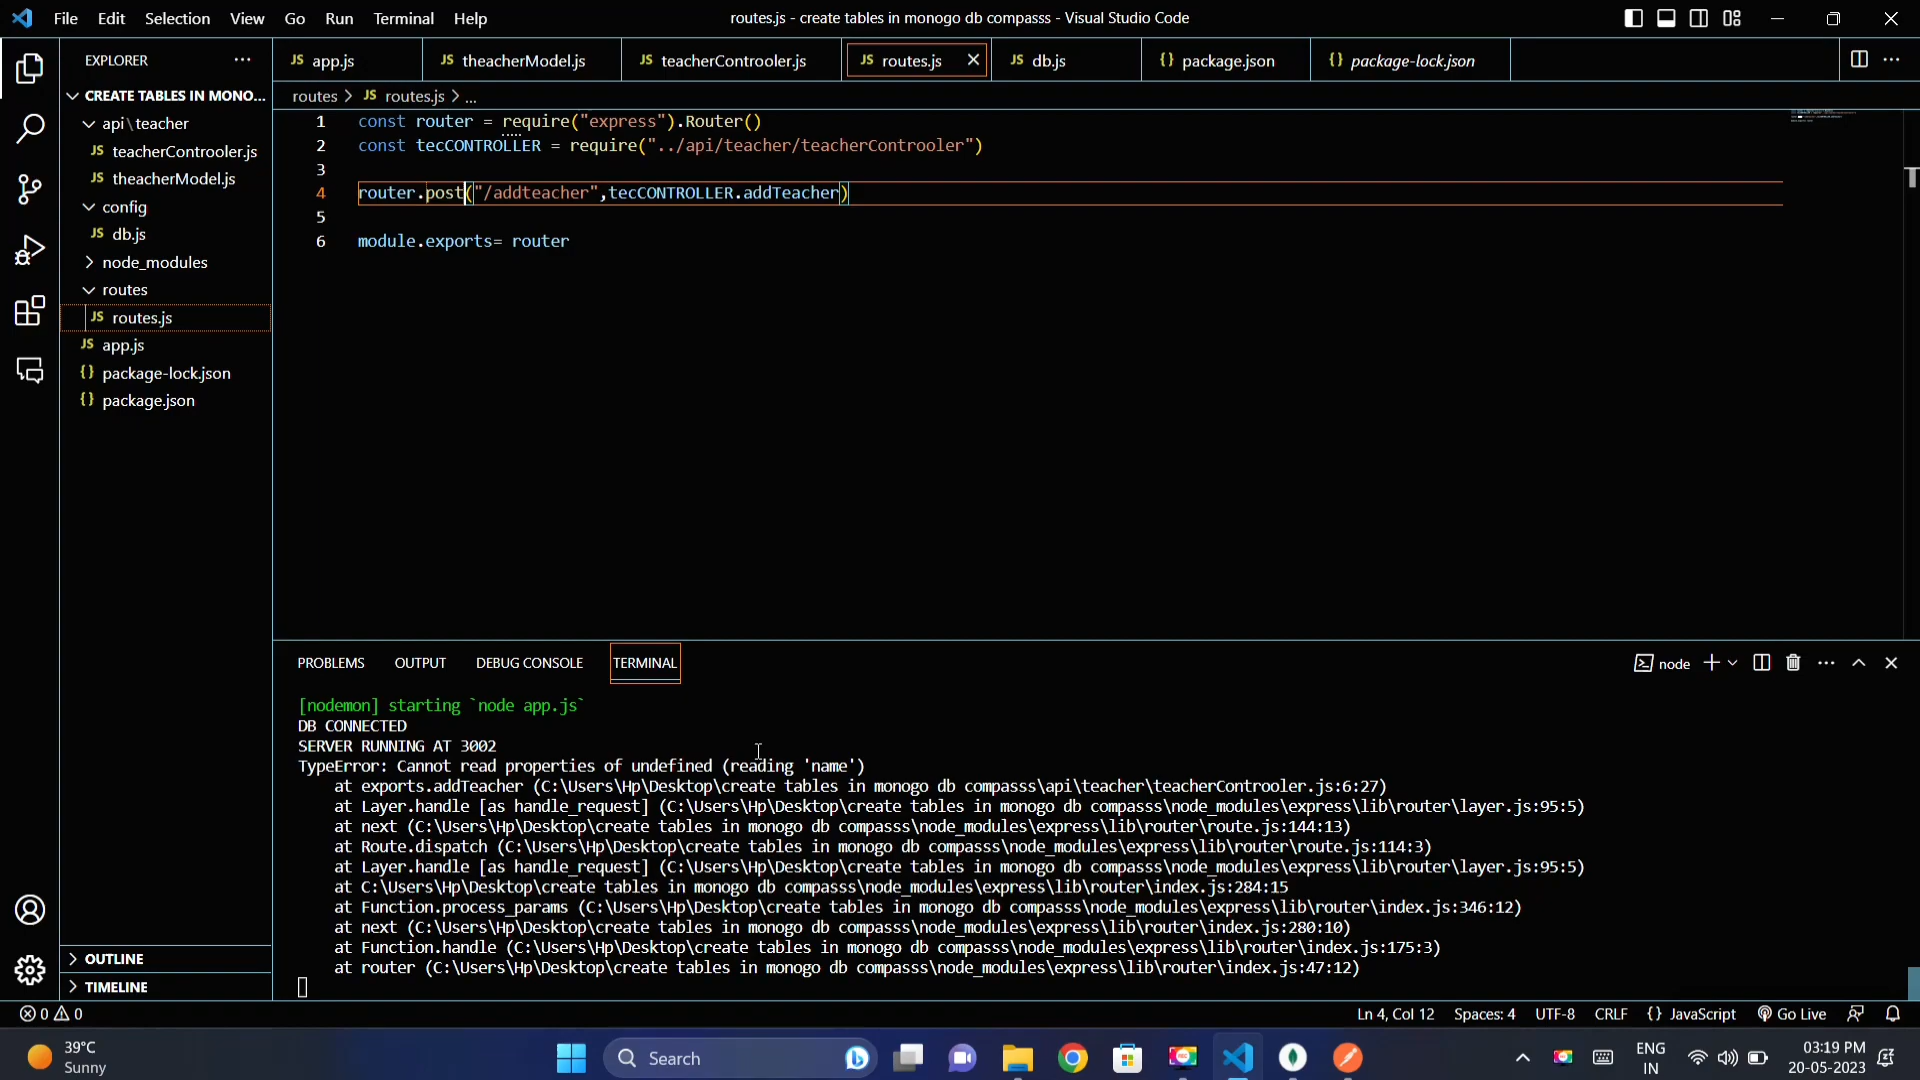 File Edit Selection View Go Run Terminal Help
routes.js - create tables in monogo db compasss - Visual Studio Code
EXPLORER
CREATE TABLES IN MONO...
api\teacher
JS teacherControoler.js
JS theacherModel.js
config
JS db.js
node_modules
routes
JS routes.js
JS app.js
{} package-lock.json
{} package.json
OUTLINE
TIMELINE
JS app.js
JS theacherModel.js
JS teacherControoler.js
JS routes.js
JS db.js
{} package.json
{} package-lock.json
routes > JS routes.js > ...
1 const router = require("express").Router()
2 const tecCONTROLLER = require("../api/teacher/teacherControoler")
3
4 router.post("/addteacher",tecCONTROLLER.addTeacher)
5
6 module.exports= router
PROBLEMS OUTPUT DEBUG CONSOLE TERMINAL
node
[nodemon] starting `node app.js`
DB CONNECTED
SERVER RUNNING AT 3002
TypeError: Cannot read properties of undefined (reading 'name')
at exports.addTeacher (C:\Users\Hp\Desktop\create tables in monogo db compasss\api\teacher\teacherControoler.js:6:27)
at Layer.handle [as handle_request] (C:\Users\Hp\Desktop\create tables in monogo db compasss\node_modules\express\lib\router\layer.js:95:5)
at next (C:\Users\Hp\Desktop\create tables in monogo db compasss\node_modules\express\lib\router\route.js:144:13)
at Route.dispatch (C:\Users\Hp\Desktop\create tables in monogo db compasss\node_modules\express\lib\router\route.js:114:3)
at Layer.handle [as handle_request] (C:\Users\Hp\Desktop\create tables in monogo db compasss\node_modules\express\lib\router\layer.js:95:5)
at C:\Users\Hp\Desktop\create tables in monogo db compasss\node_modules\express\lib\router\index.js:284:15
at Function.process_params (C:\Users\Hp\Desktop\create tables in monogo db compasss\node_modules\express\lib\router\index.js:346:12)
at next (C:\Users\Hp\Desktop\create tables in monogo db compasss\node_modules\express\lib\router\index.js:280:10)
at Function.handle (C:\Users\Hp\Desktop\create tables in monogo db compasss\node_modules\express\lib\router\index.js:175:3)
at router (C:\Users\Hp\Desktop\create tables in monogo db compasss\node_modules\express\lib\router\index.js:47:12)
0 0
Ln 4, Col 12 Spaces: 4 UTF-8 CRLF {} JavaScript Go Live
39°C
Sunny
Search
ENG
IN
03:19 PM
20-05-2023